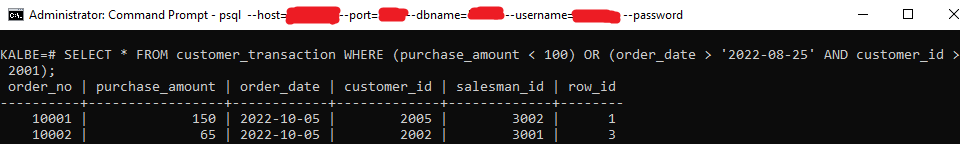 Administrator: Command Prompt - psql --host= --port= --dbname= --username= --password
KALBE=# SELECT * FROM customer_transaction WHERE (purchase_amount < 100) OR (order_date > '2022-08-25' AND customer_id >
2001);
order_no | purchase_amount | order_date | customer_id | salesman_id | row_id
----------+-----------------+------------+-------------+-------------+--------
10001 | 150 | 2022-10-05 | 2005 | 3002 | 1
10002 | 65 | 2022-10-05 | 2002 | 3001 | 3